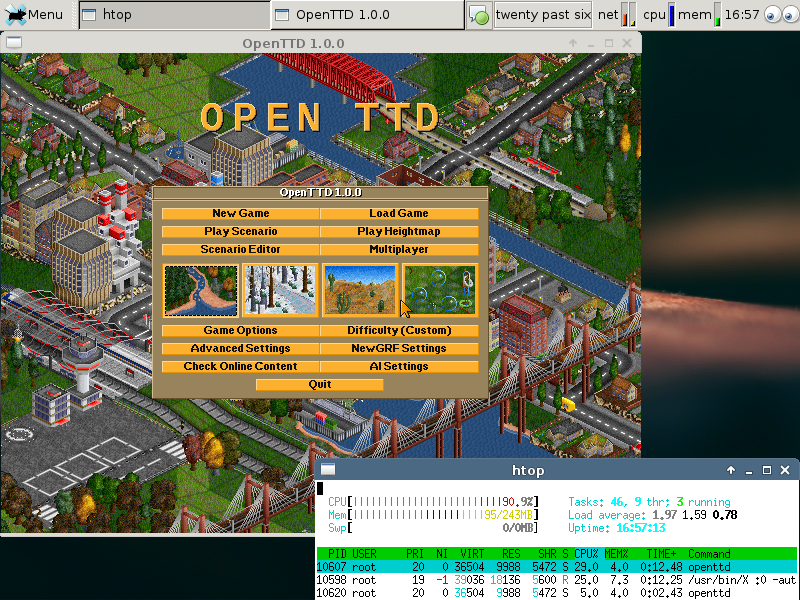 Menu htop OpenTTD 1.0.0 twenty past six net cpu mem 16:57
OpenTTD 1.0.0
OPEN TTD
OpenTTD 1.0.0
New Game Load Game
Play Scenario Play Heightmap
Scenario Editor Multiplayer
Game Options Difficulty (Custom)
Advanced Settings NewGRF Settings
Check Online Content AI Settings
Quit
htop
CPU[||||||||||||||||||||||||90.9%] Tasks: 46, 9 thr; 3 running
Mem[|||||||||||||||||||||95/243MB] Load average: 1.97 1.59 0.78
Swp[ 0/0MB] Uptime: 16:57:13
PID USER PRI NI VIRT RES SHR S CPU% MEM% TIME+ Command
10607 root 20 0 36504 9988 5472 S 29.0 4.0 0:12.48 openttd
10598 root 19 -1 39036 18136 5600 R 25.0 7.3 0:12.25 /usr/bin/X :0 -aut
10620 root 20 0 36504 9988 5472 S 5.0 4.0 0:02.43 openttd